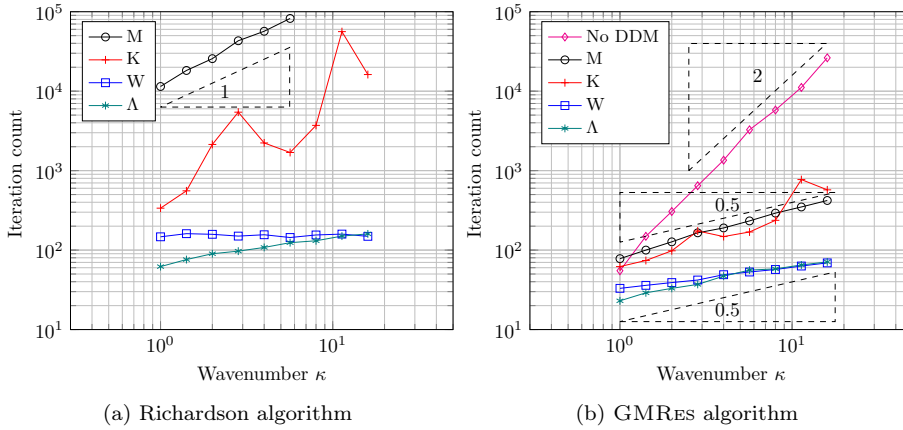 10^5
10^4
10^3
10^2
10^1
10^0
10^1
Iteration count
Wavenumber κ
M
K
W
Λ
1
(a) Richardson algorithm
10^5
10^4
10^3
10^2
10^1
10^0
10^1
Iteration count
Wavenumber κ
No DDM
M
K
W
Λ
2
0.5
0.5
(b) GMRES algorithm